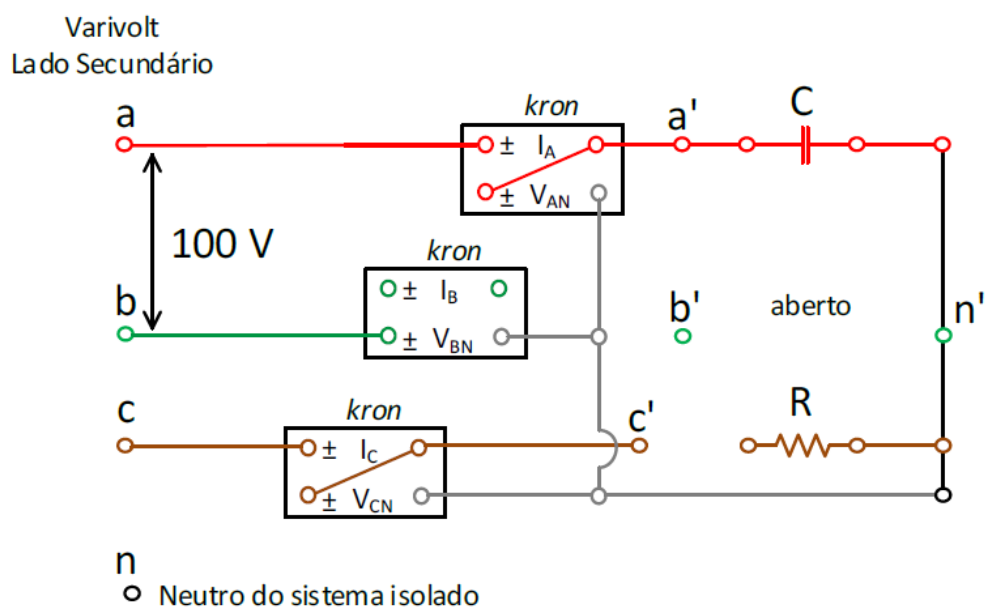 Varivolt
Lado Secundário
a
kron
± I_A
± V_AN
a'
C
100 V
b
kron
± I_B
± V_BN
b'
aberto
n'
c
kron
± I_C
± V_CN
c'
R
n
Neutro do sistema isolado